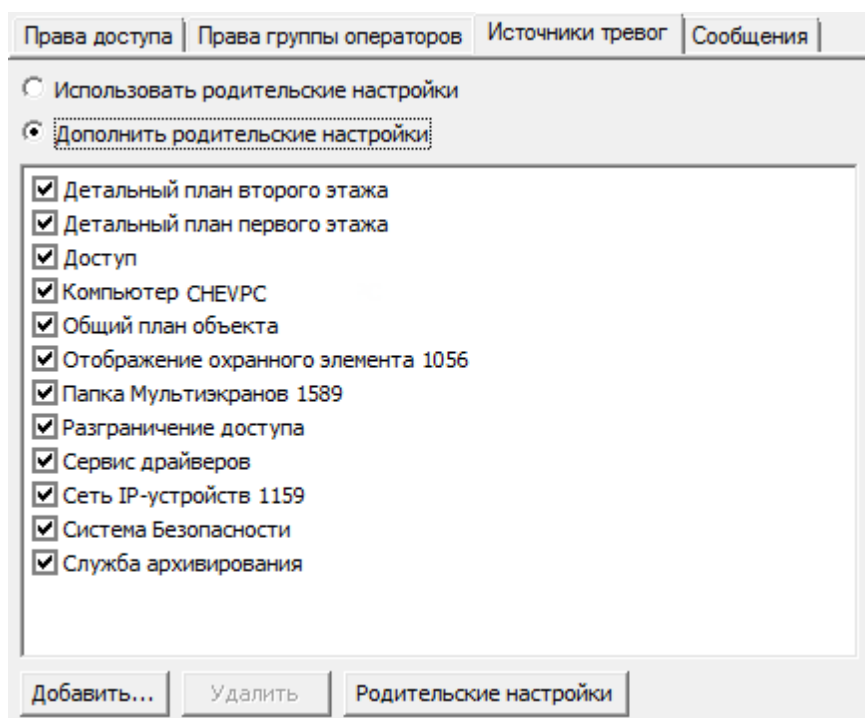 Права доступа Права группы операторов Источники тревог Сообщения
Использовать родительские настройки
Дополнить родительские настройки
Детальный план второго этажа
Детальный план первого этажа
Доступ
Компьютер CHEVPC
Общий план объекта
Отображение охранного элемента 1056
Папка Мультиэкранов 1589
Разграничение доступа
Сервис драйверов
Сеть IP-устройств 1159
Система Безопасности
Служба архивирования
Добавить... Удалить Родительские настройки